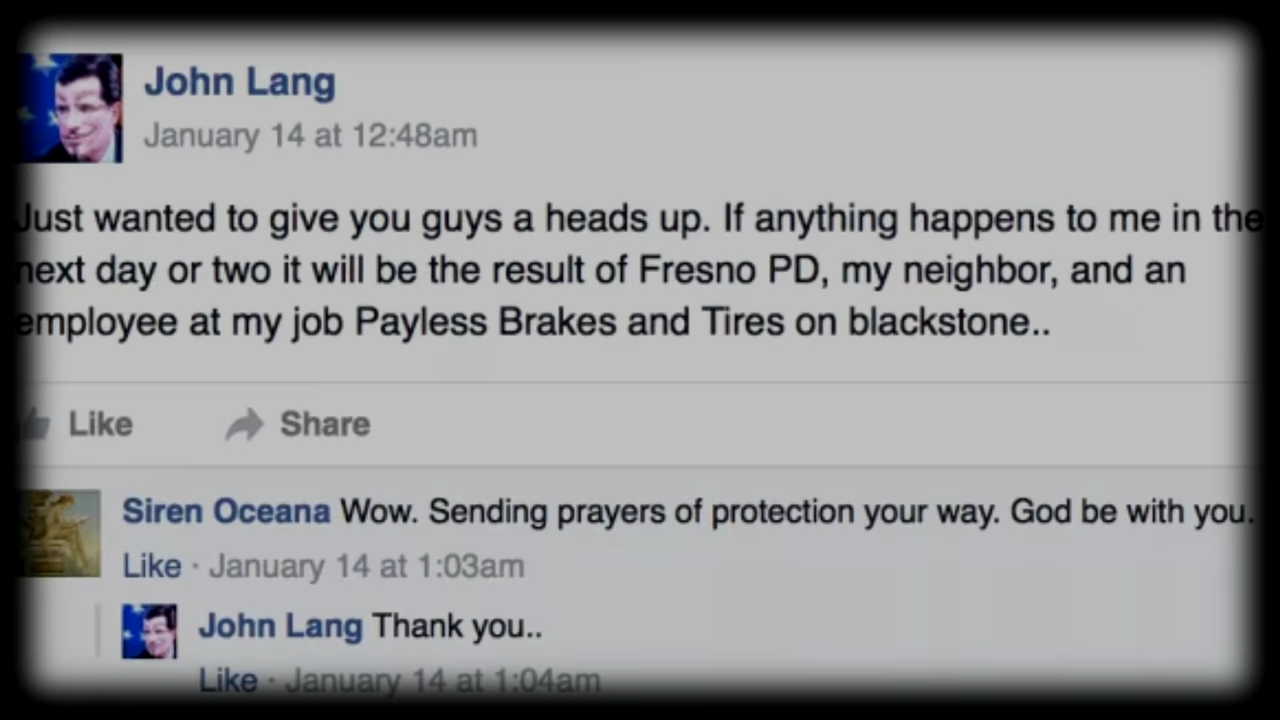 John Lang
January 14 at 12:48am
Just wanted to give you guys a heads up. If anything happens to me in the
next day or two it will be the result of Fresno PD, my neighbor, and an
employee at my job Payless Brakes and Tires on blackstone..
Like Share
Siren Oceana Wow. Sending prayers of protection your way. God be with you.
Like · January 14 at 1:03am
John Lang Thank you..
Like · January 14 at 1:04am